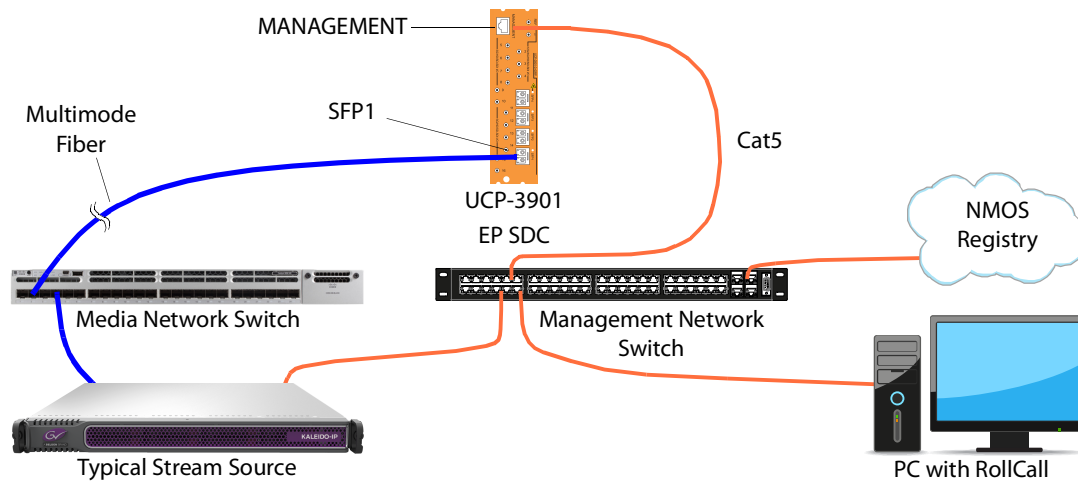 MANAGEMENT
SFP1
Multimode
Fiber
Cat5
UCP-3901
EP SDC
NMOS
Registry
Media Network Switch
Management Network
Switch
KALEIDO-IP
Typical Stream Source
PC with RollCall